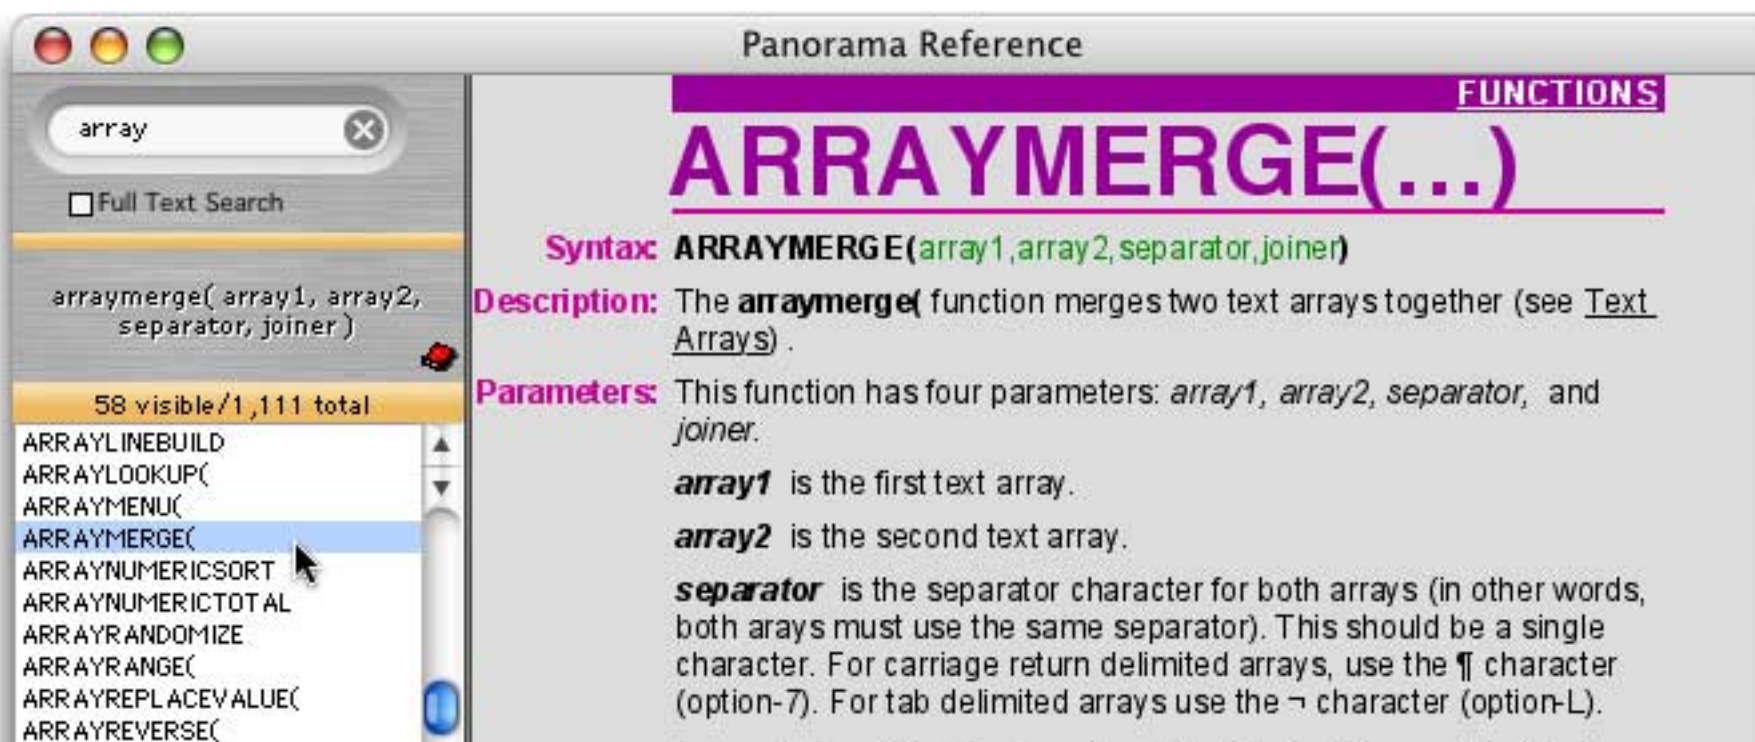 Panorama Reference
array
Full Text Search
arraymerge( array1, array2,
separator, joiner )
58 visible/1,111 total
ARRAYLINEBUILD
ARRAYLOOKUP(
ARRAYMENU(
ARRAYMERGE(
ARRAYNUMERICSORT
ARRAYNUMERICTOTAL
ARRAYRANDOMIZE
ARRAYRANGE(
ARRAYREPLACEVALUE(
ARRAYREVERSE(
FUNCTIONS
ARRAYMERGE(...)
Syntax: ARRAYMERGE(array1,array2,separator,joiner)
Description: The arraymerge( function merges two text arrays together (see Text
Arrays) .
Parameters: This function has four parameters: array1, array2, separator, and
joiner.
array1 is the first text array.
array2 is the second text array.
separator is the separator character for both arrays (in other words,
both arays must use the same separator). This should be a single
character. For carriage return delimited arrays, use the ¶ character
(option-7). For tab delimited arrays use the ¬ character (option-L).